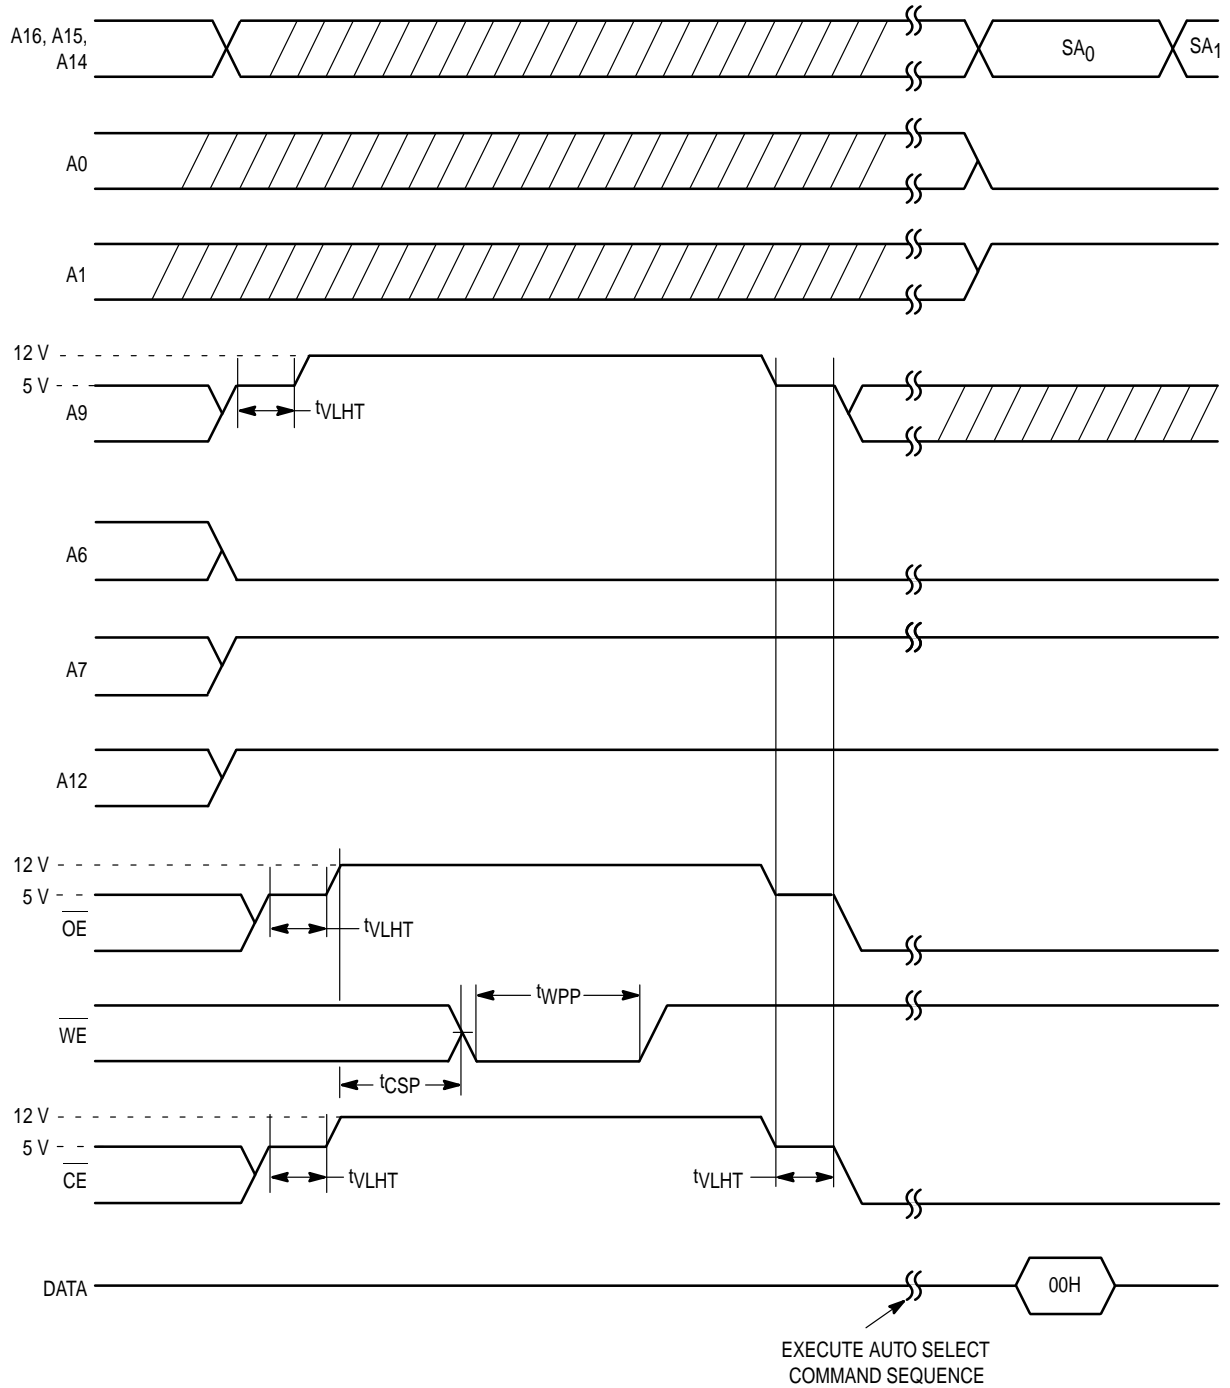 A16, A15,
A14
SA0
SA1
A0
A1
12 V
5 V
A9
tVLHT
A6
A7
A12
12 V
5 V
OE
tVLHT
WE
tWPP
tCSP
12 V
5 V
CE
tVLHT
tVLHT
DATA
00H
EXECUTE AUTO SELECT
COMMAND SEQUENCE